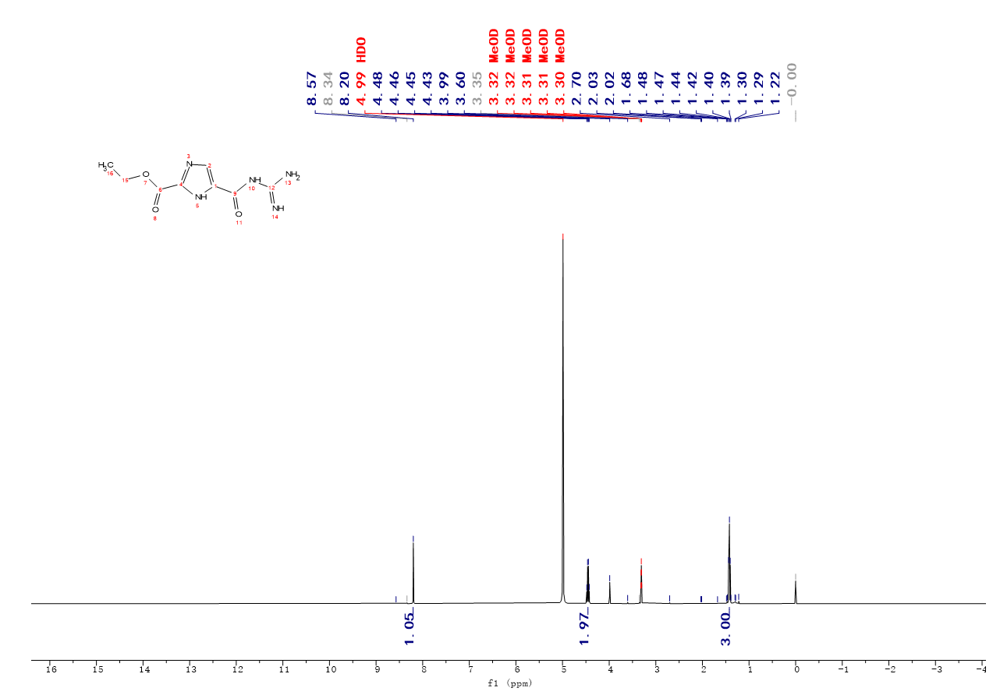 8.57
8.34
8.20
4.99 HDO
4.48
4.46
4.45
4.43
3.99
3.60
3.35
3.32 MeOD
3.32 MeOD
3.31 MeOD
3.31 MeOD
3.30 MeOD
2.70
2.03
2.02
1.68
1.48
1.47
1.44
1.42
1.40
1.39
1.30
1.29
1.22
-0.00
H3C
16
15
O
7
6
O
8
4
N
3
2
1
NH
5
9
O
11
NH
10
12
NH2
13
NH
14
1.05
1.97
3.00
16 15 14 13 12 11 10 9 8 7 6 5 4 3 2 1 0 -1 -2 -3 -4
f1 (ppm)